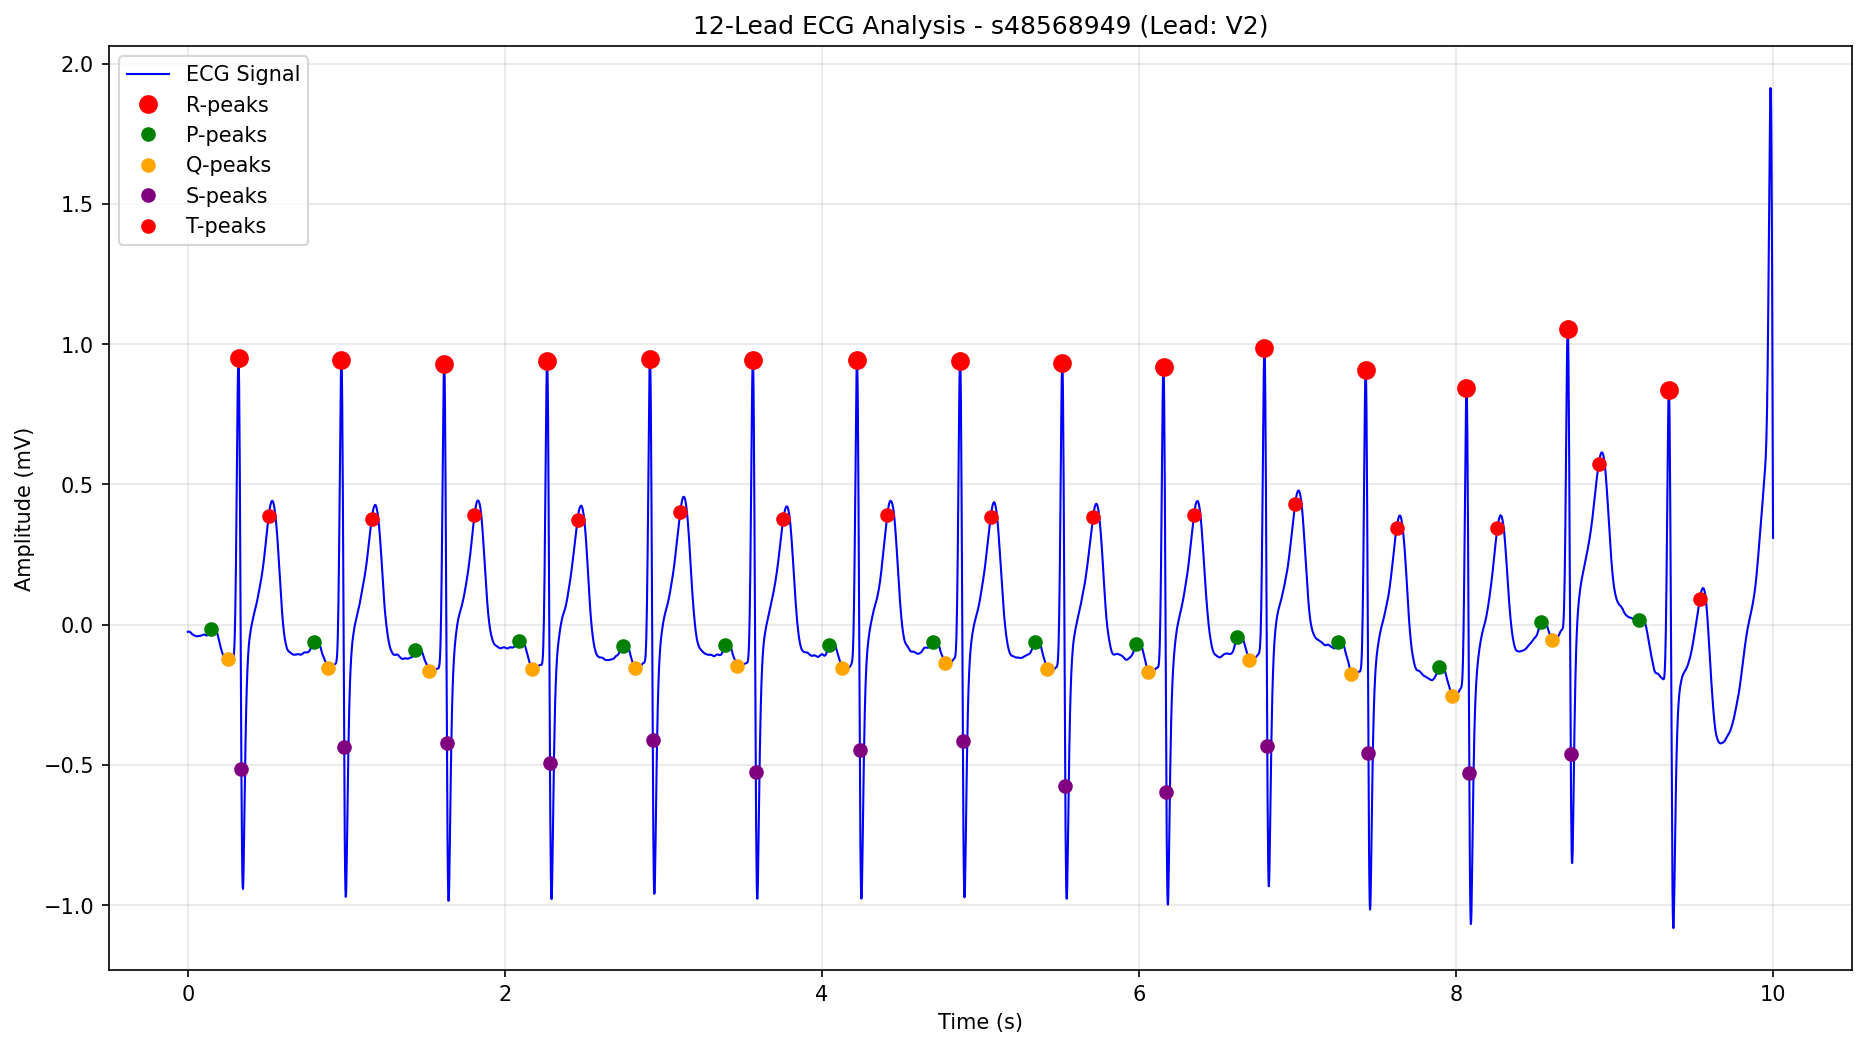 12-Lead ECG Analysis - s48568949 (Lead: V2)
ECG Signal
R-peaks
P-peaks
Q-peaks
S-peaks
T-peaks
2.0
1.5
1.0
0.5
0.0
−0.5
−1.0
Amplitude (mV)
0 2 4 6 8 10
Time (s)